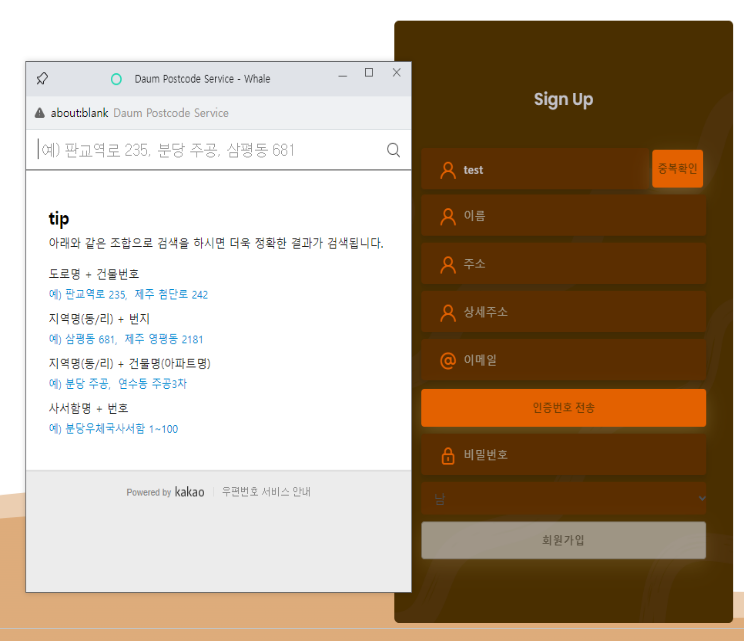 Daum Postcode Service - Whale
about:blank Daum Postcode Service
예) 판교역로 235, 분당 주공, 삼평동 681
tip
아래와 같은 조합으로 검색을 하시면 더욱 정확한 결과가 검색됩니다.
도로명 + 건물번호
예) 판교역로 235, 제주 첨단로 242
지역명(동/리) + 번지
예) 삼평동 681, 제주 영평동 2181
지역명(동/리) + 건물명(아파트명)
예) 분당 주공, 연수동 주공3차
사서함명 + 번호
예) 분당우체국사서함 1~100
Powered by kakao | 우편번호 서비스 안내
Sign Up
test 중복확인
이름
주소
상세주소
이메일
인증번호 전송
비밀번호
남
회원가입